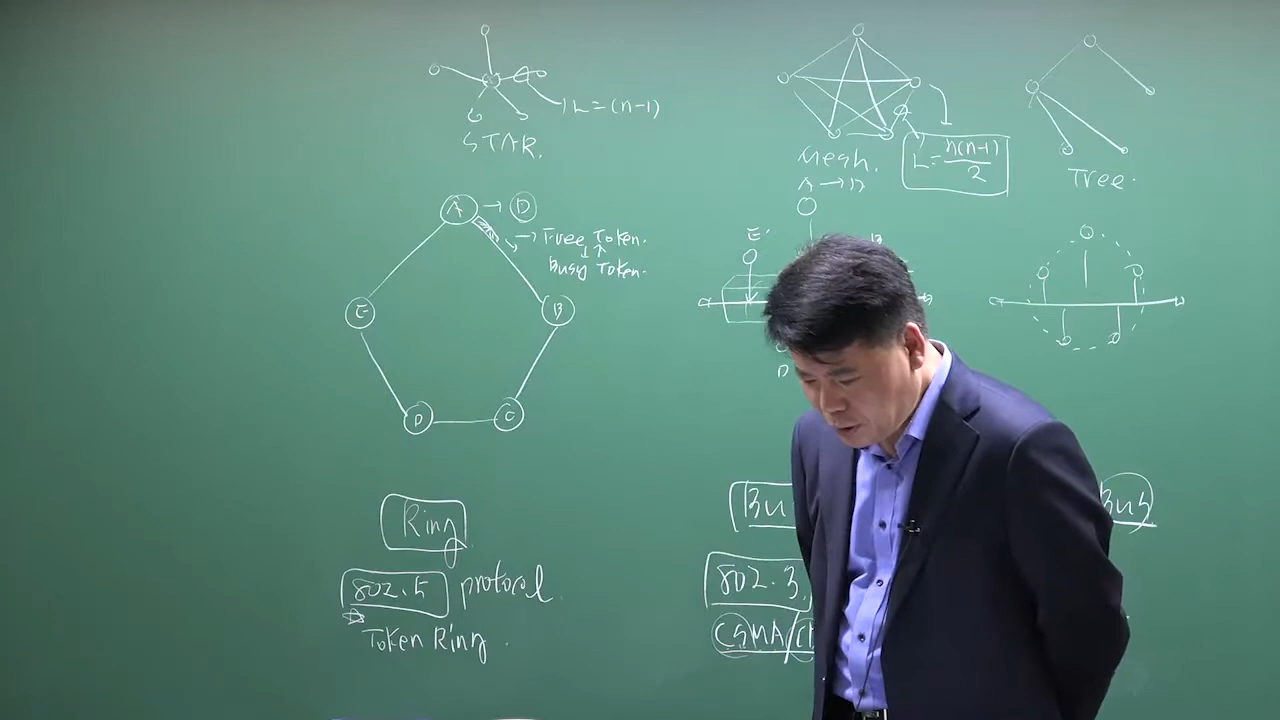 L=(n-1)
STAR.
Mesh.
A→D
L=n(n-1)/2
Tree.
A → D
→ Free Token.
Busy Token.
E
B
D
C
E
B
D
Ring
802.5 protocol.
Token Ring.
Bu
802.3
CSMA/C
Bus